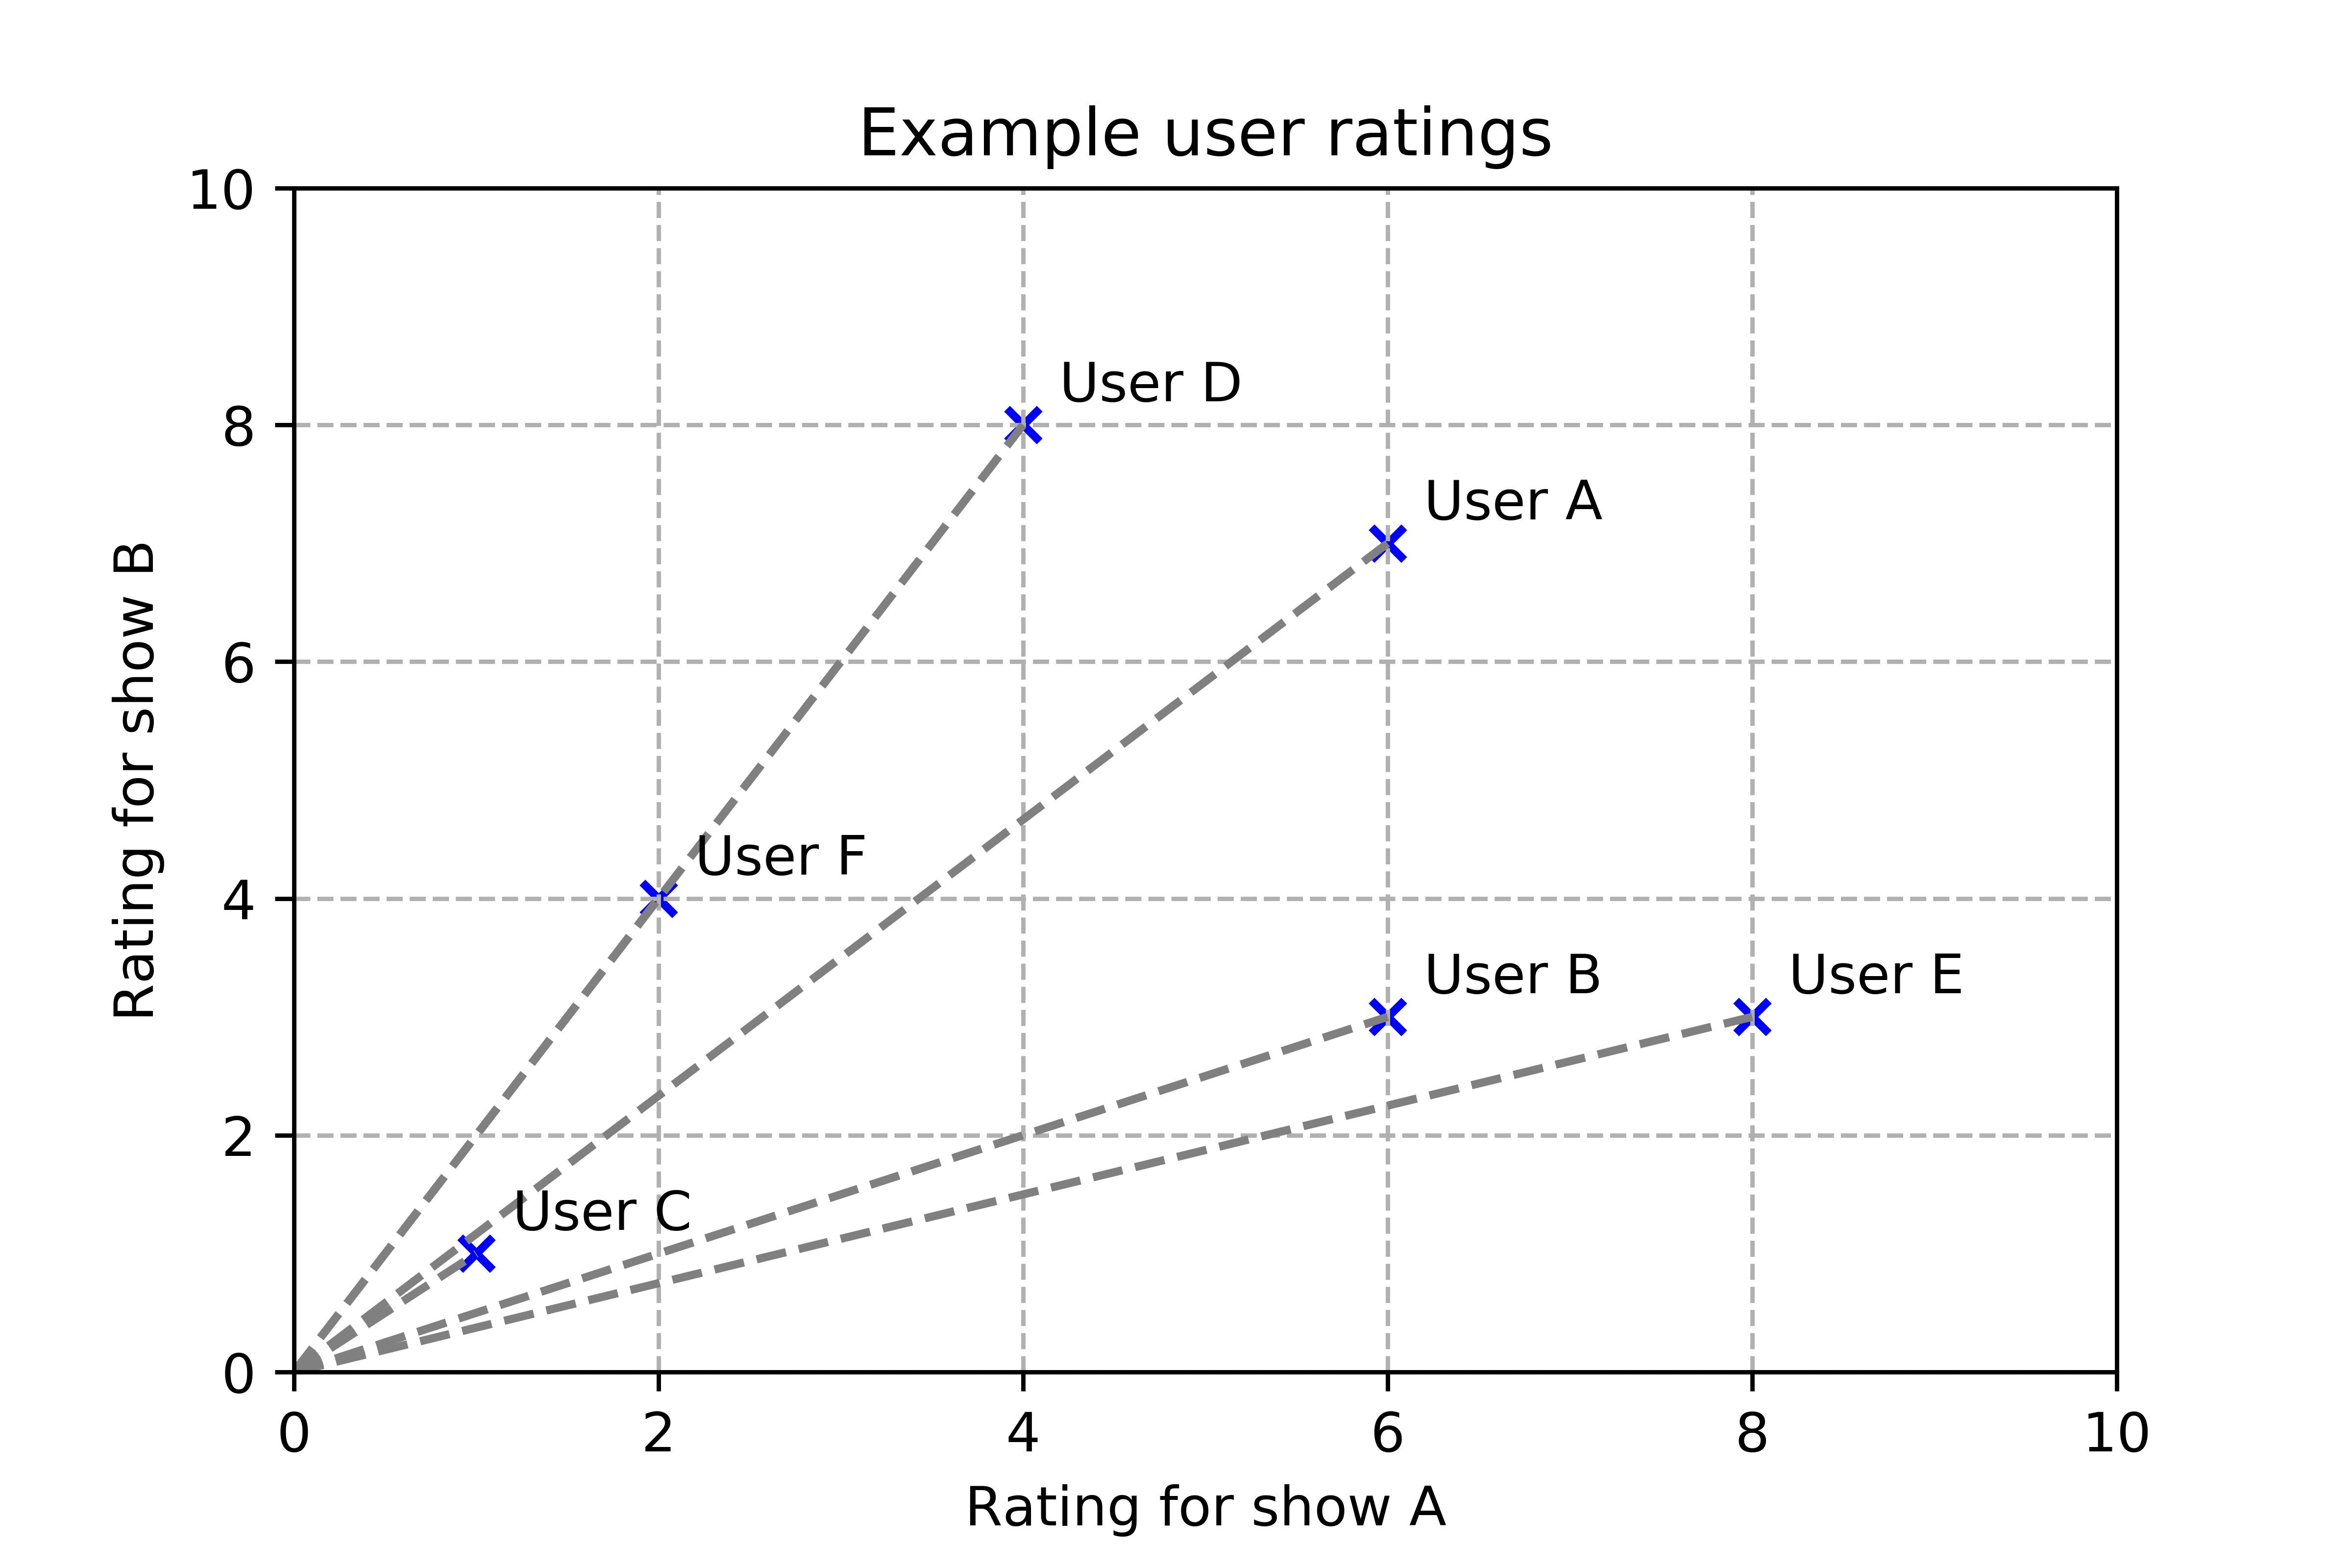 Example user ratings
10
8
6
4
2
0
Rating for show B
User D
User A
User F
User B
User E
User C
0 2 4 6 8 10
Rating for show A